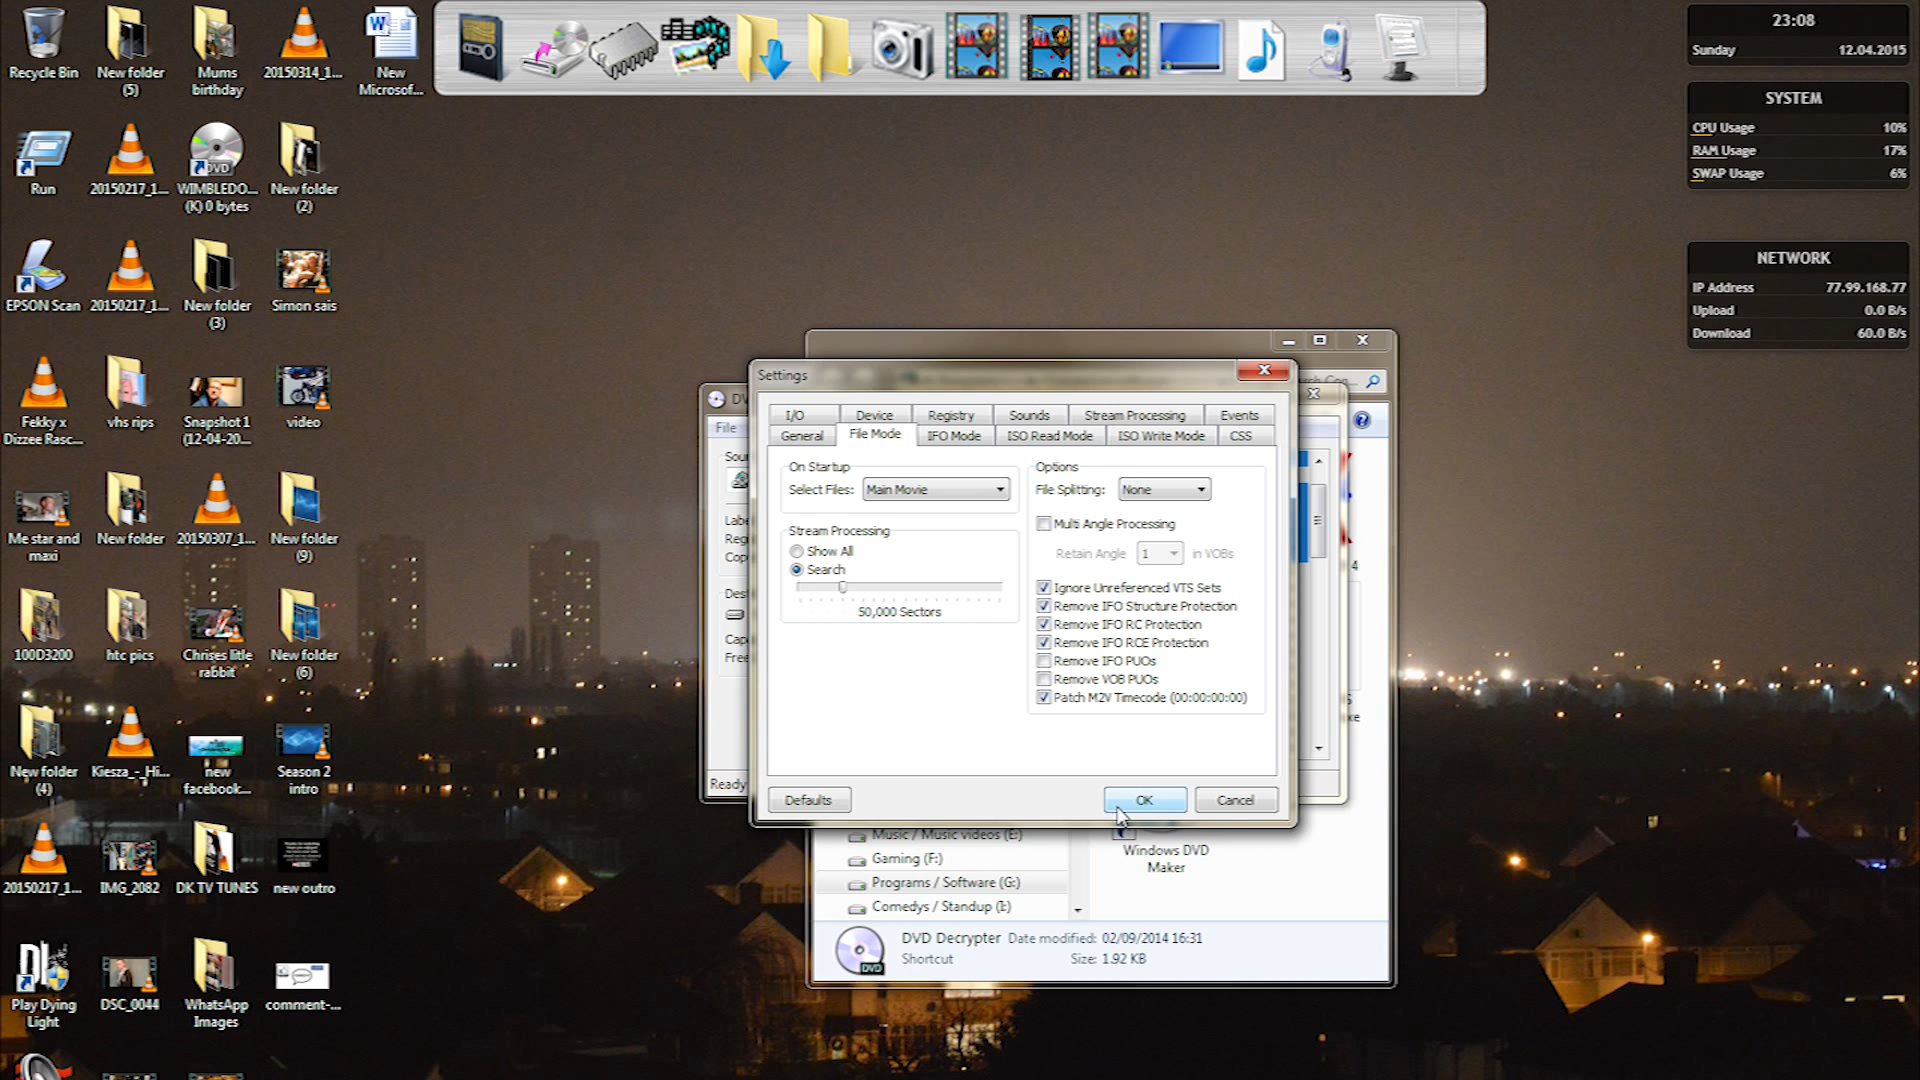 Recycle Bin
New folder
(5)
Mums
birthday
20150314_1...
New
Microsof...
Run
20150217_1...
WIMBLEDO...
(K) 0 bytes
New folder
(2)
EPSON Scan
20150217_1...
New folder
(3)
Simon sais
Fekky x
Dizzee Rasc...
vhs rips
Snapshot 1
(12-04-20...
video
Me star and
maxi
New folder
20150307_1...
New folder
(9)
100D3200
htc pics
Chrises litle
rabbit
New folder
(6)
New folder
(4)
Kiesza_-_Hi...
new
facebook...
Season 2
intro
20150217_1...
IMG_2082
DK TV TUNES
new outro
Play Dying
Light
DSC_0044
WhatsApp
Images
comment-...
23:08
Sunday 12.04.2015
SYSTEM
CPU Usage 10%
RAM Usage 17%
SWAP Usage 6%
NETWORK
IP Address 77.99.168.77
Upload 0.0 B/s
Download 60.0 B/s
Settings
I/O Device Registry Sounds Stream Processing Events
General File Mode IFO Mode ISO Read Mode ISO Write Mode CSS
On Startup
Select Files: Main Movie
Stream Processing
Show All
Search
50,000 Sectors
Options
File Splitting: None
Multi Angle Processing
Retain Angle 1 in VOBs
Ignore Unreferenced VTS Sets
Remove IFO Structure Protection
Remove IFO RC Protection
Remove IFO RCE Protection
Remove IFO PUOs
Remove VOB PUOs
Patch M2V Timecode (00:00:00:00)
Defaults OK Cancel
File
Ready
Music / Music videos (E:)
Gaming (F:)
Programs / Software (G:)
Comedys / Standup (I:)
Windows DVD
Maker
DVD Decrypter Date modified: 02/09/2014 16:31
Shortcut Size: 1.92 KB